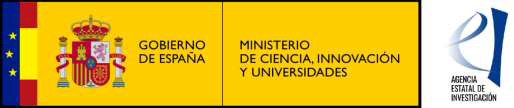 GOBIERNO
DE ESPAÑA
MINISTERIO
DE CIENCIA, INNOVACIÓN
Y UNIVERSIDADES
AGENCIA
ESTATAL DE
INVESTIGACIÓN